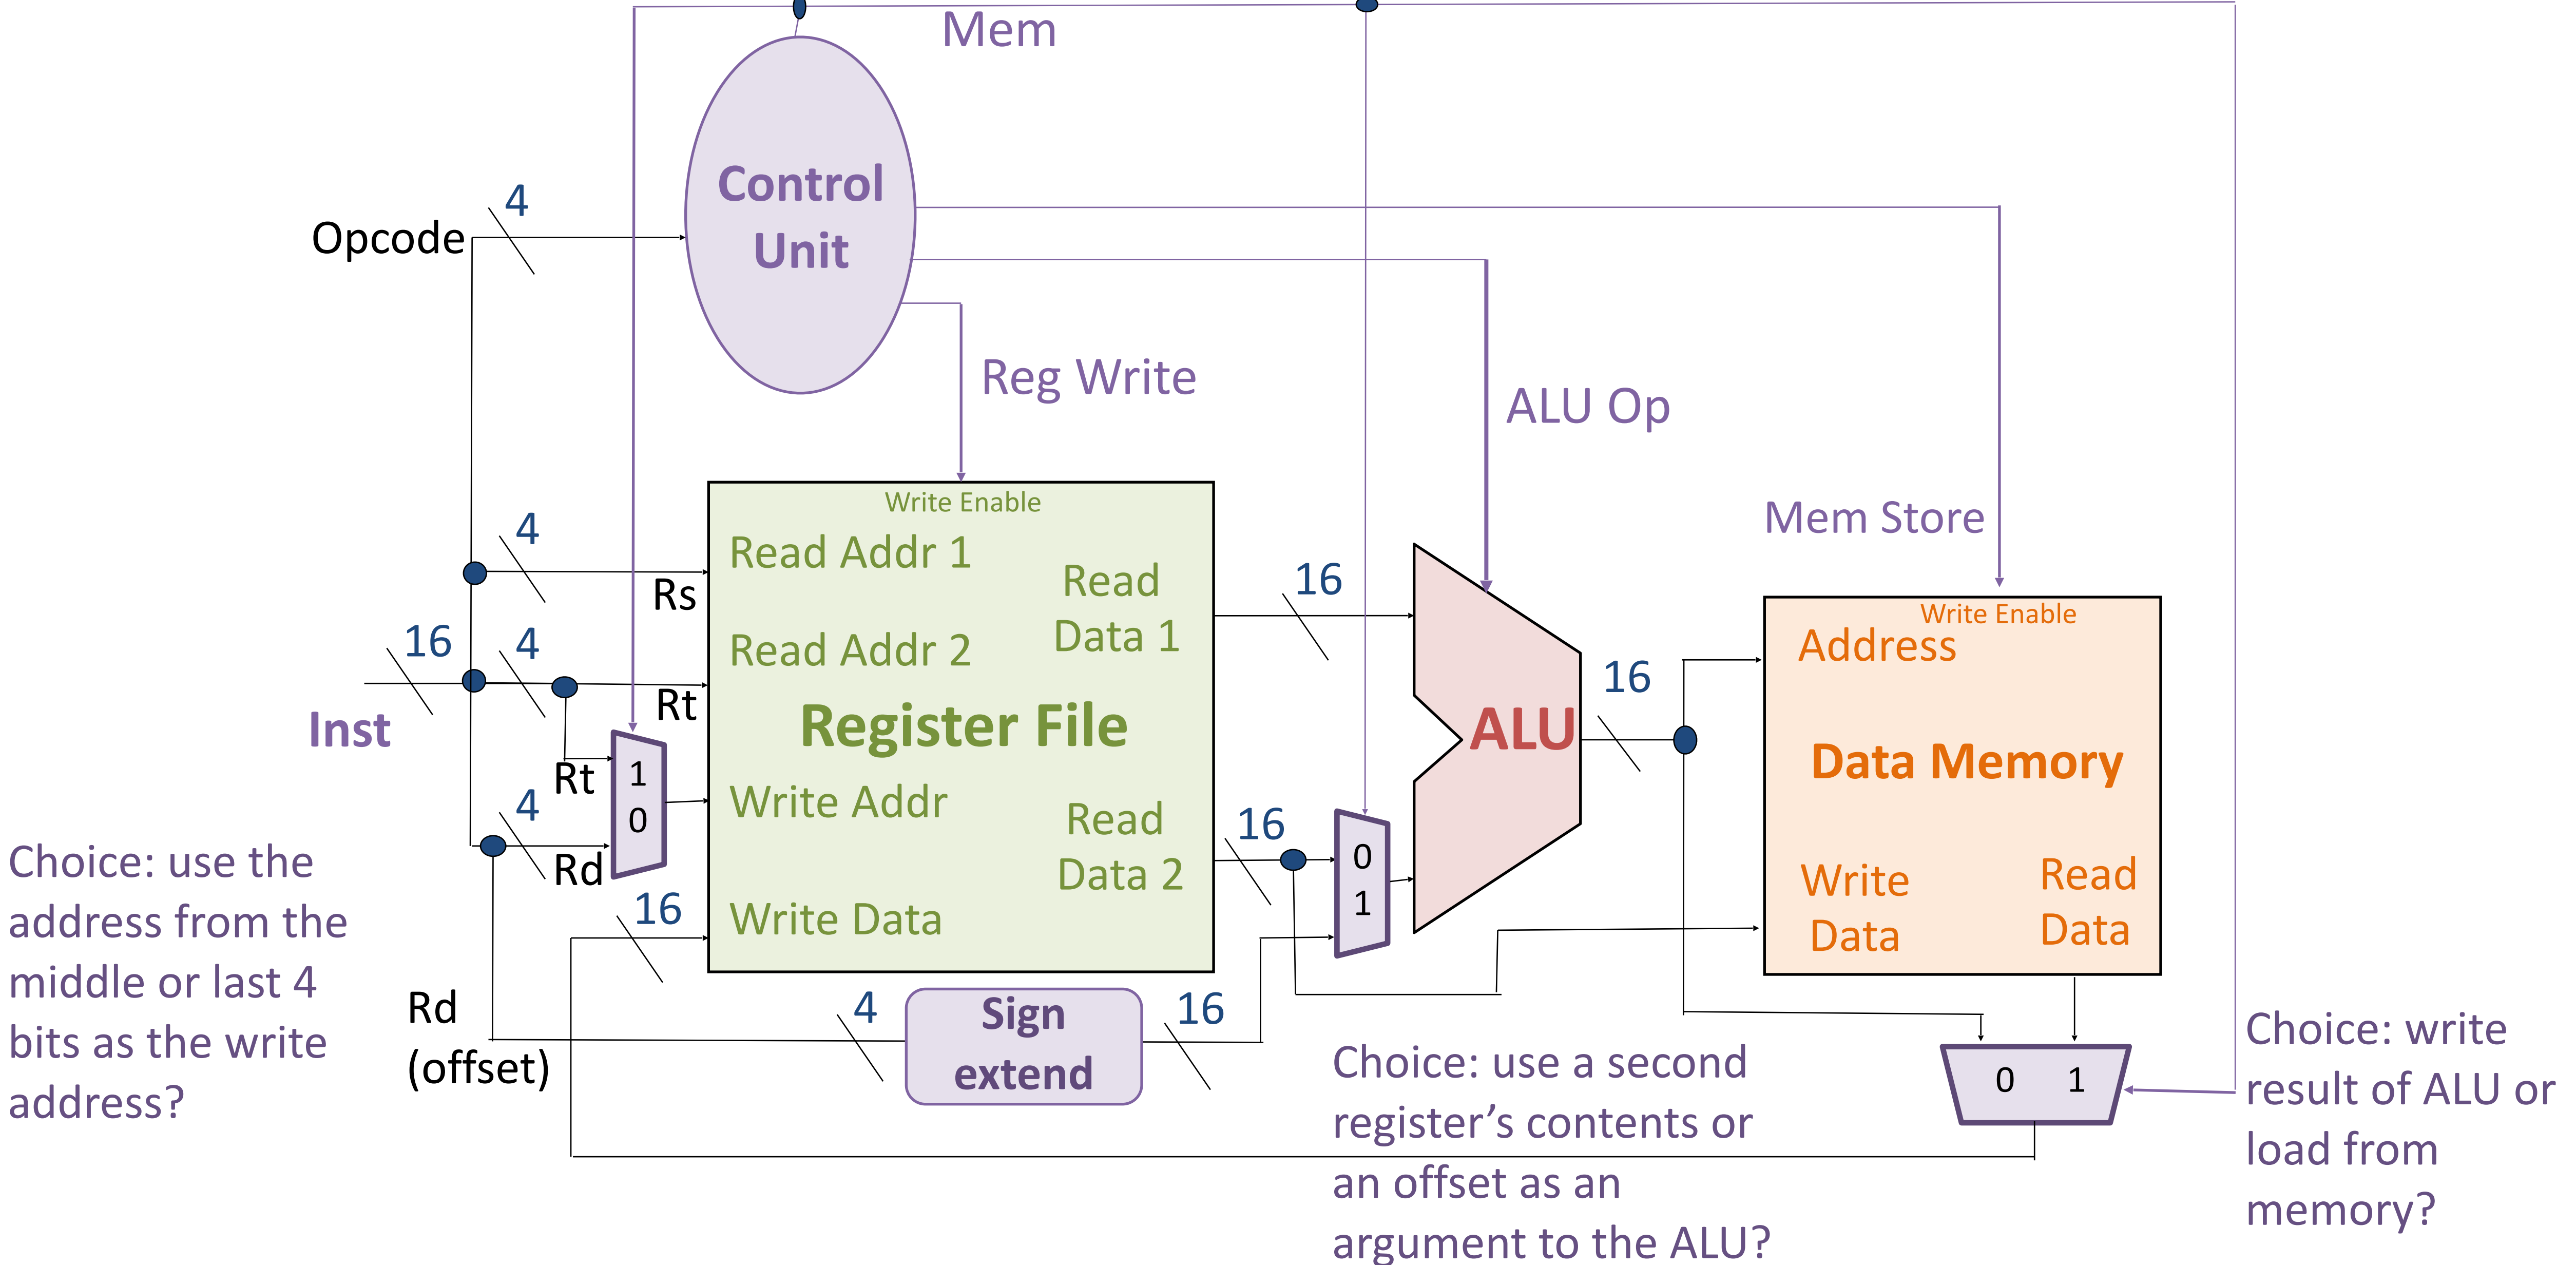 Mem
Control
Unit
4
Opcode
Reg Write
ALU Op
Mem Store
Write Enable
4
Read Addr 1
Rs
Read
Data 1
16
16
4
Read Addr 2
Rt
Inst
Register File
ALU
16
Write Enable
Address
Data Memory
Rt
1
0
4
Rd
Write Addr
Read
Data 2
16
0
1
Write
Data
Read
Data
16
Write Data
Choice: use the
address from the
middle or last 4
bits as the write
address?
Rd
(offset)
4
Sign
extend
16
Choice: use a second
register’s contents or
an offset as an
argument to the ALU?
0 1
Choice: write
result of ALU or
load from
memory?